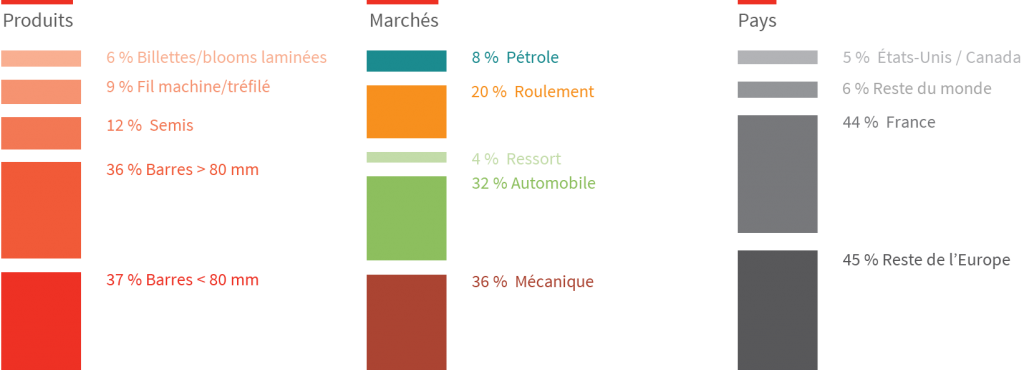 Produits
6 % Billettes/blooms laminées
9 % Fil machine/tréfilé
12 % Semis
36 % Barres > 80 mm
37 % Barres < 80 mm
Marchés
8 % Pétrole
20 % Roulement
4 % Ressort
32 % Automobile
36 % Mécanique
Pays
5 % États-Unis / Canada
6 % Reste du monde
44 % France
45 % Reste de l’Europe